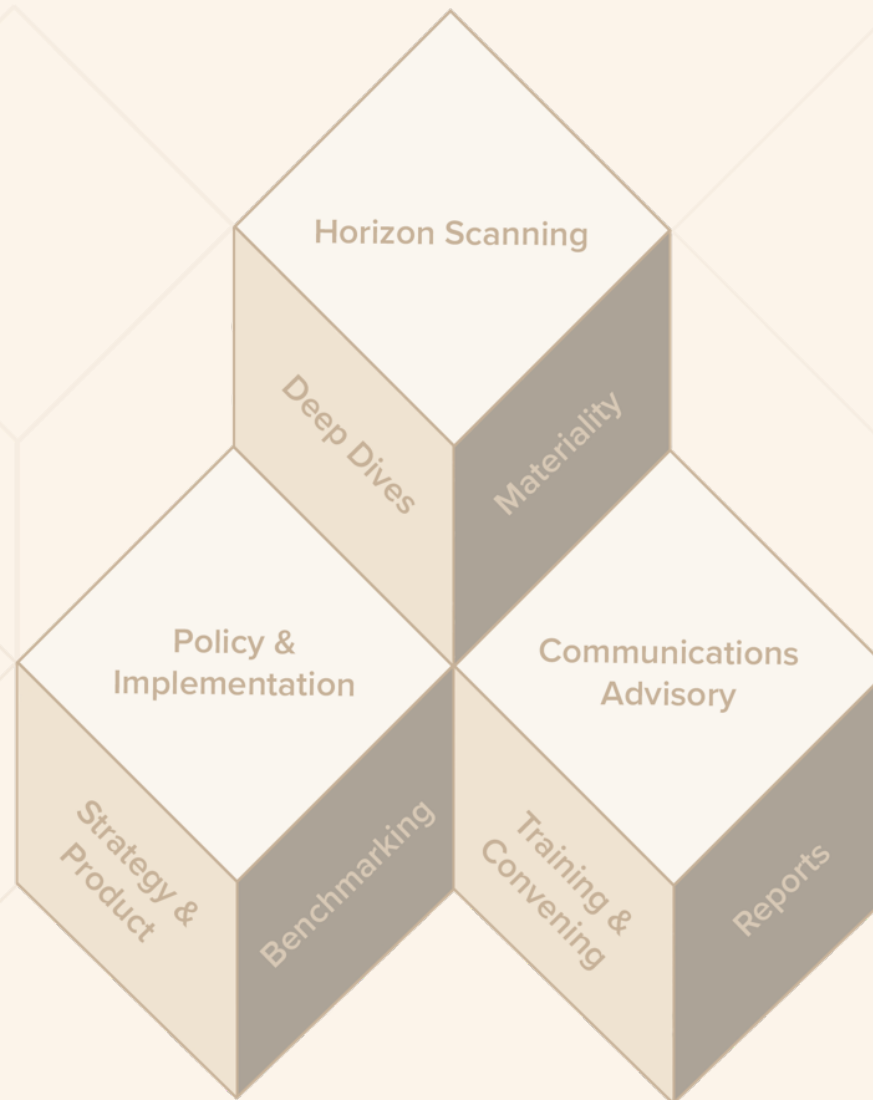 Horizon Scanning
Deep Dives
Materiality
Policy &
Implementation
Communications
Advisory
Strategy &
Product
Benchmarking
Training &
Convening
Reports